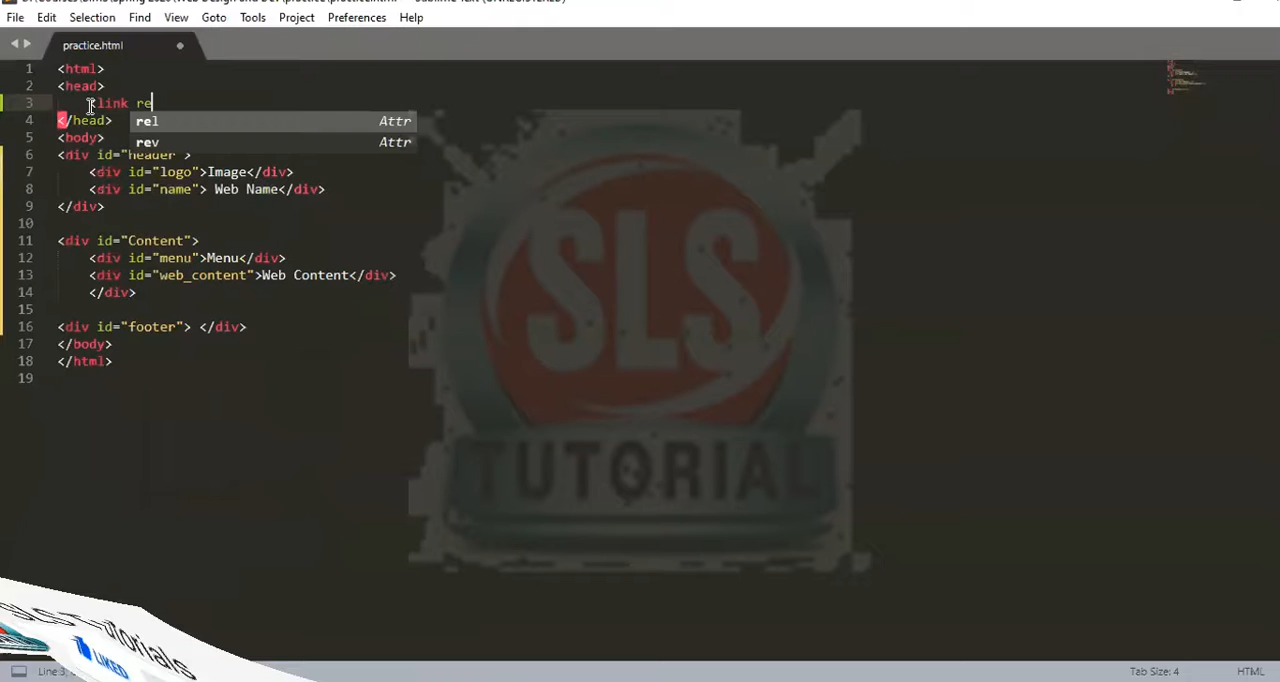 File Edit Selection Find View Goto Tools Project Preferences Help
practice.html
1 <html>
2 <head>
3 <link re
4 </head>
rel Attr
rev Attr
5 <body>
6 <div id="header">
7 <div id="logo">Image</div>
8 <div id="name"> Web Name</div>
9 </div>
10
11 <div id="Content">
12 <div id="menu">Menu</div>
13 <div id="web_content">Web Content</div>
14 </div>
15
16 <div id="footer"> </div>
17 </body>
18 </html>
19
SLS
TUTORIAL
Tutorials
LIKED
Line 3,
Tab Size: 4
HTML